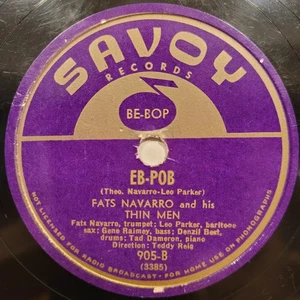 SAVOY
RECORDS
BE-BOP
EB-POB
(Theo. Navarro-Leo Parker)
FATS NAVARRO and his
THIN MEN
Fats Navarro, trumpet; Leo Parker, baritone
sax; Gene Raimey, bass; Denzil Best,
drums; Tad Dameron, piano
Direction: Teddy Reig
905-B
(3385)
NOT LICENSED FOR RADIO BROADCAST - FOR HOME USE ON PHONOGRAPHS